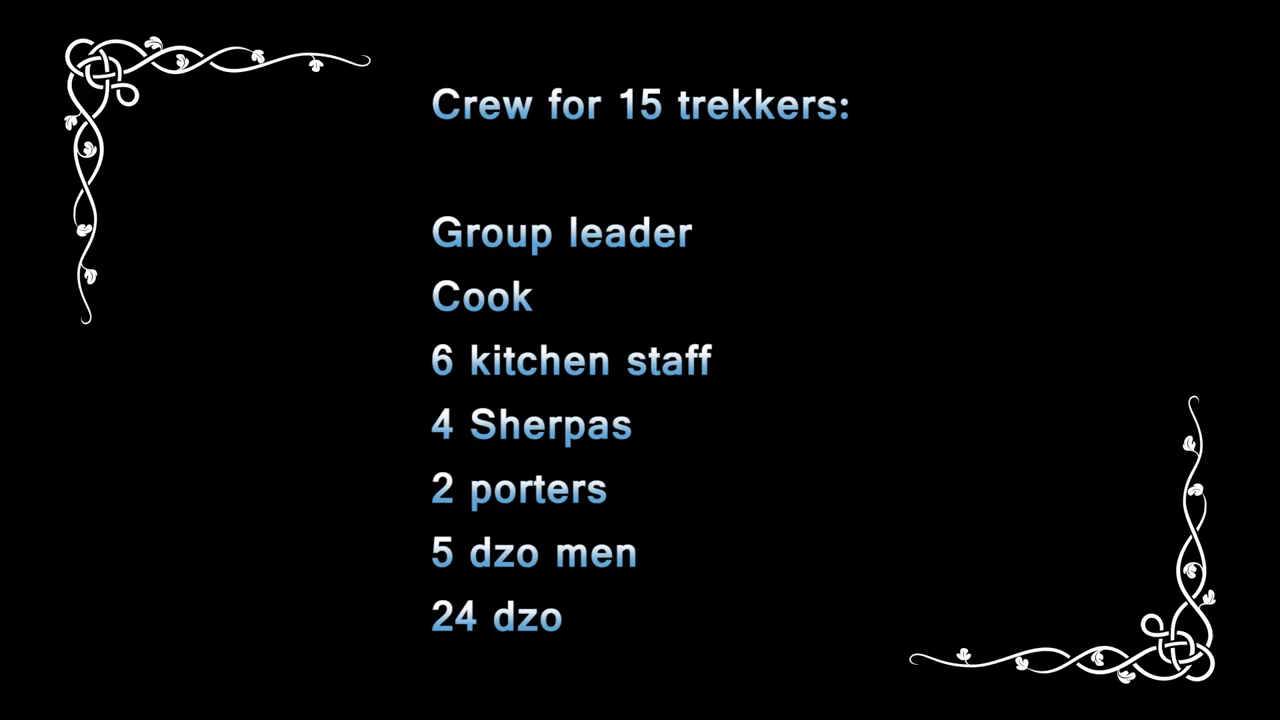 Crew for 15 trekkers:
Group leader
Cook
6 kitchen staff
4 Sherpas
2 porters
5 dzo men
24 dzo